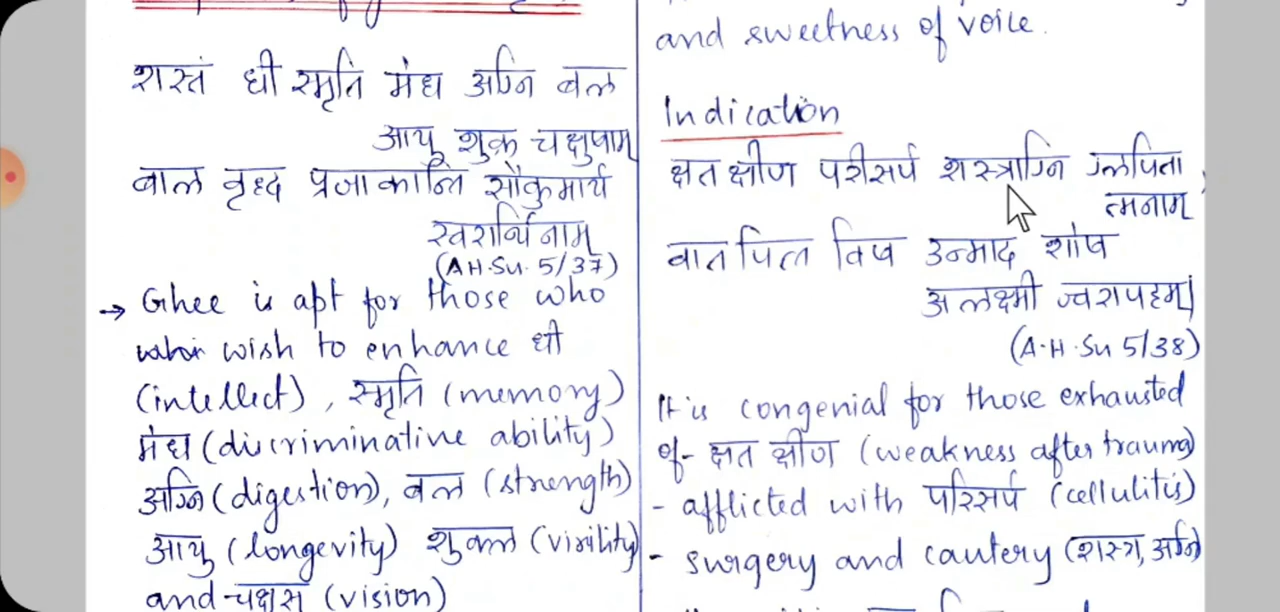 शस्तं धी स्मृति मेध अग्नि बल
आयु शुक्र चक्षुषाम्
बाल वृद्ध प्रजाकान्ति सौकुमार्य
स्वरार्थिनाम्
(A.H.Su. 5/37)
→ Ghee is apt for those who
wish to enhance धी
(intellect), स्मृति (memory)
मेध (discriminative ability)
अग्नि (digestion), बल (strength)
आयु (longevity) शुक्ल (virility)
and चक्षस (vision)
and sweetness of voice.
Indication
क्षत क्षीण परीसर्प शस्त्राग्नि ग्लपिता
त्मनाम्
वात पित्त विष उन्माद शोष
अलक्ष्मी ज्वरापहम्|
(A.H.Su 5/38)
It is congenial for those exhausted
of- क्षत क्षीण (weakness after trauma)
- afflicted with परिसर्प (cellulitis)
- surgery and cautery (शस्त्र, अग्नि)